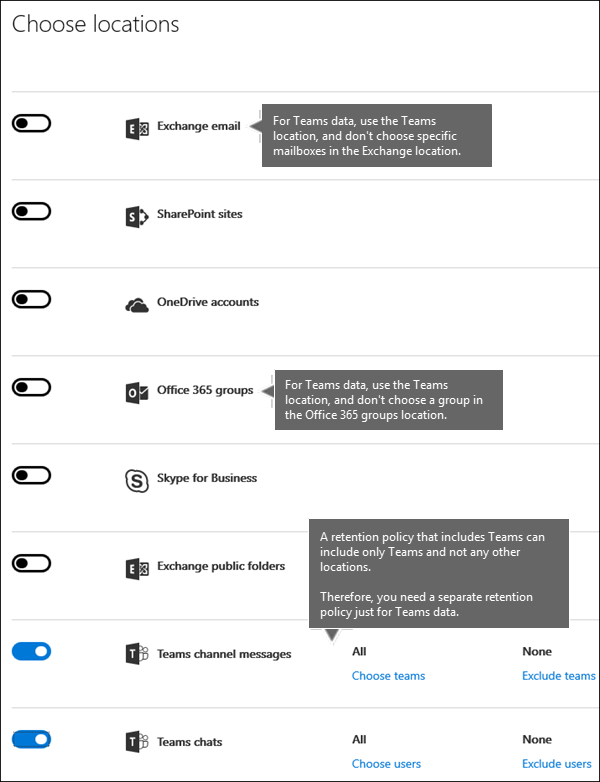 Choose locations
Exchange email
For Teams data, use the Teams
location, and don't choose specific
mailboxes in the Exchange location.
SharePoint sites
OneDrive accounts
Office 365 groups
For Teams data, use the Teams
location, and don't choose a group in
the Office 365 groups location.
Skype for Business
A retention policy that includes Teams can
include only Teams and not any other
locations.
Therefore, you need a separate retention
policy just for Teams data.
Exchange public folders
Teams channel messages
All
None
Choose teams
Exclude teams
Teams chats
All
None
Choose users
Exclude users